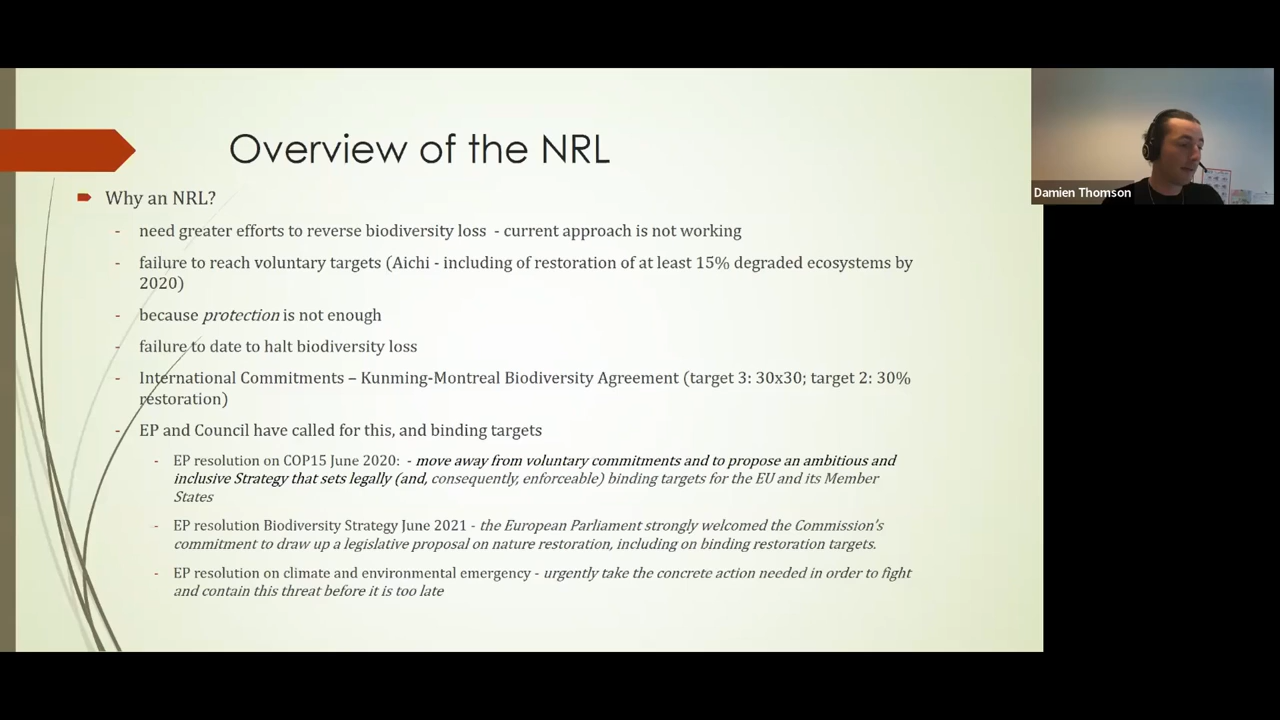 Overview of the NRL
Why an NRL?
- need greater efforts to reverse biodiversity loss - current approach is not working
- failure to reach voluntary targets (Aichi - including of restoration of at least 15% degraded ecosystems by
2020)
- because protection is not enough
- failure to date to halt biodiversity loss
- International Commitments – Kunming-Montreal Biodiversity Agreement (target 3: 30x30; target 2: 30%
restoration)
- EP and Council have called for this, and binding targets
- EP resolution on COP15 June 2020: - move away from voluntary commitments and to propose an ambitious and
inclusive Strategy that sets legally (and, consequently, enforceable) binding targets for the EU and its Member
States
- EP resolution Biodiversity Strategy June 2021 - the European Parliament strongly welcomed the Commission's
commitment to draw up a legislative proposal on nature restoration, including on binding restoration targets.
- EP resolution on climate and environmental emergency - urgently take the concrete action needed in order to fight
and contain this threat before it is too late
Damien Thomson